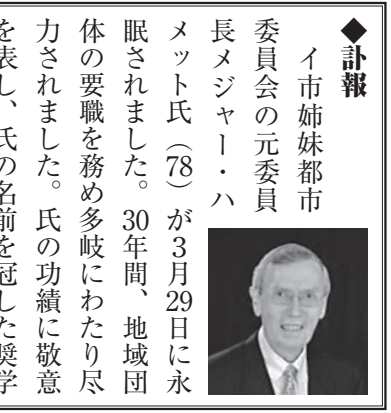 ◆訃報
イ市姉妹都市
委員会の元委員
長メジャー・ハ
メット氏（78）が３月29日に永
眠されました。30年間、地域団
体の要職を務め多岐にわたり尽
力されました。氏の功績に敬意
を表し、氏の名前を冠した奨学